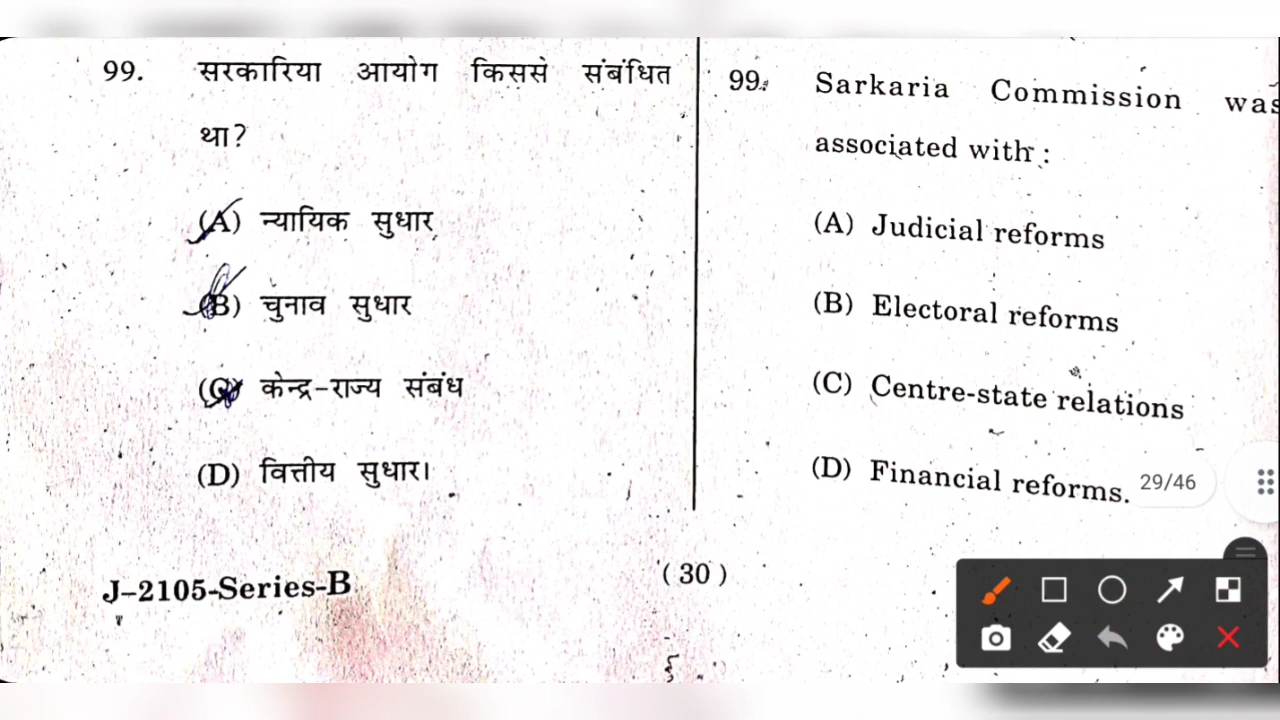 99. सरकारिया आयोग किससे संबंधित
था?
(A) न्यायिक सुधार
(B) चुनाव सुधार
(C) केन्द्र-राज्य संबंध
(D) वित्तीय सुधार।
J-2105-Series-B
99. Sarkaria Commission was
associated with :
(A) Judicial reforms
(B) Electoral reforms
(C) Centre-state relations
(D) Financial reforms.
29/46
( 30 )